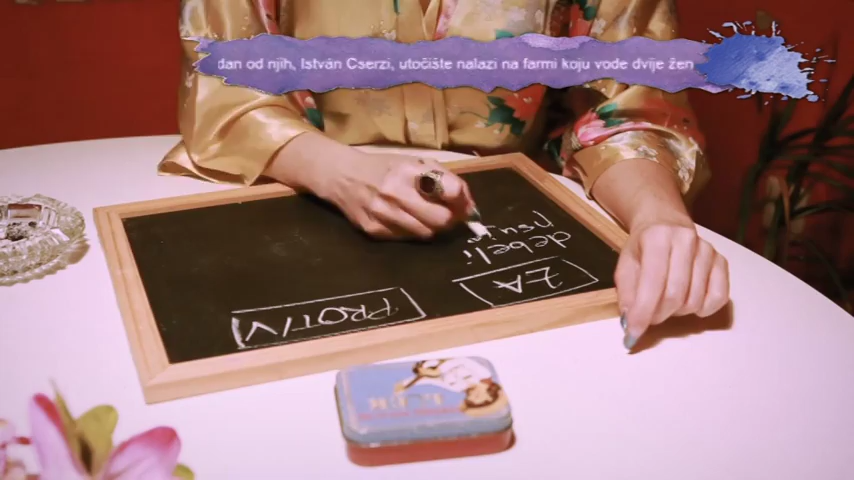 dan od njih, István Cserzi, utočište nalazi na farmi koju vode dvije žen
ZA
PROTIV
debeli